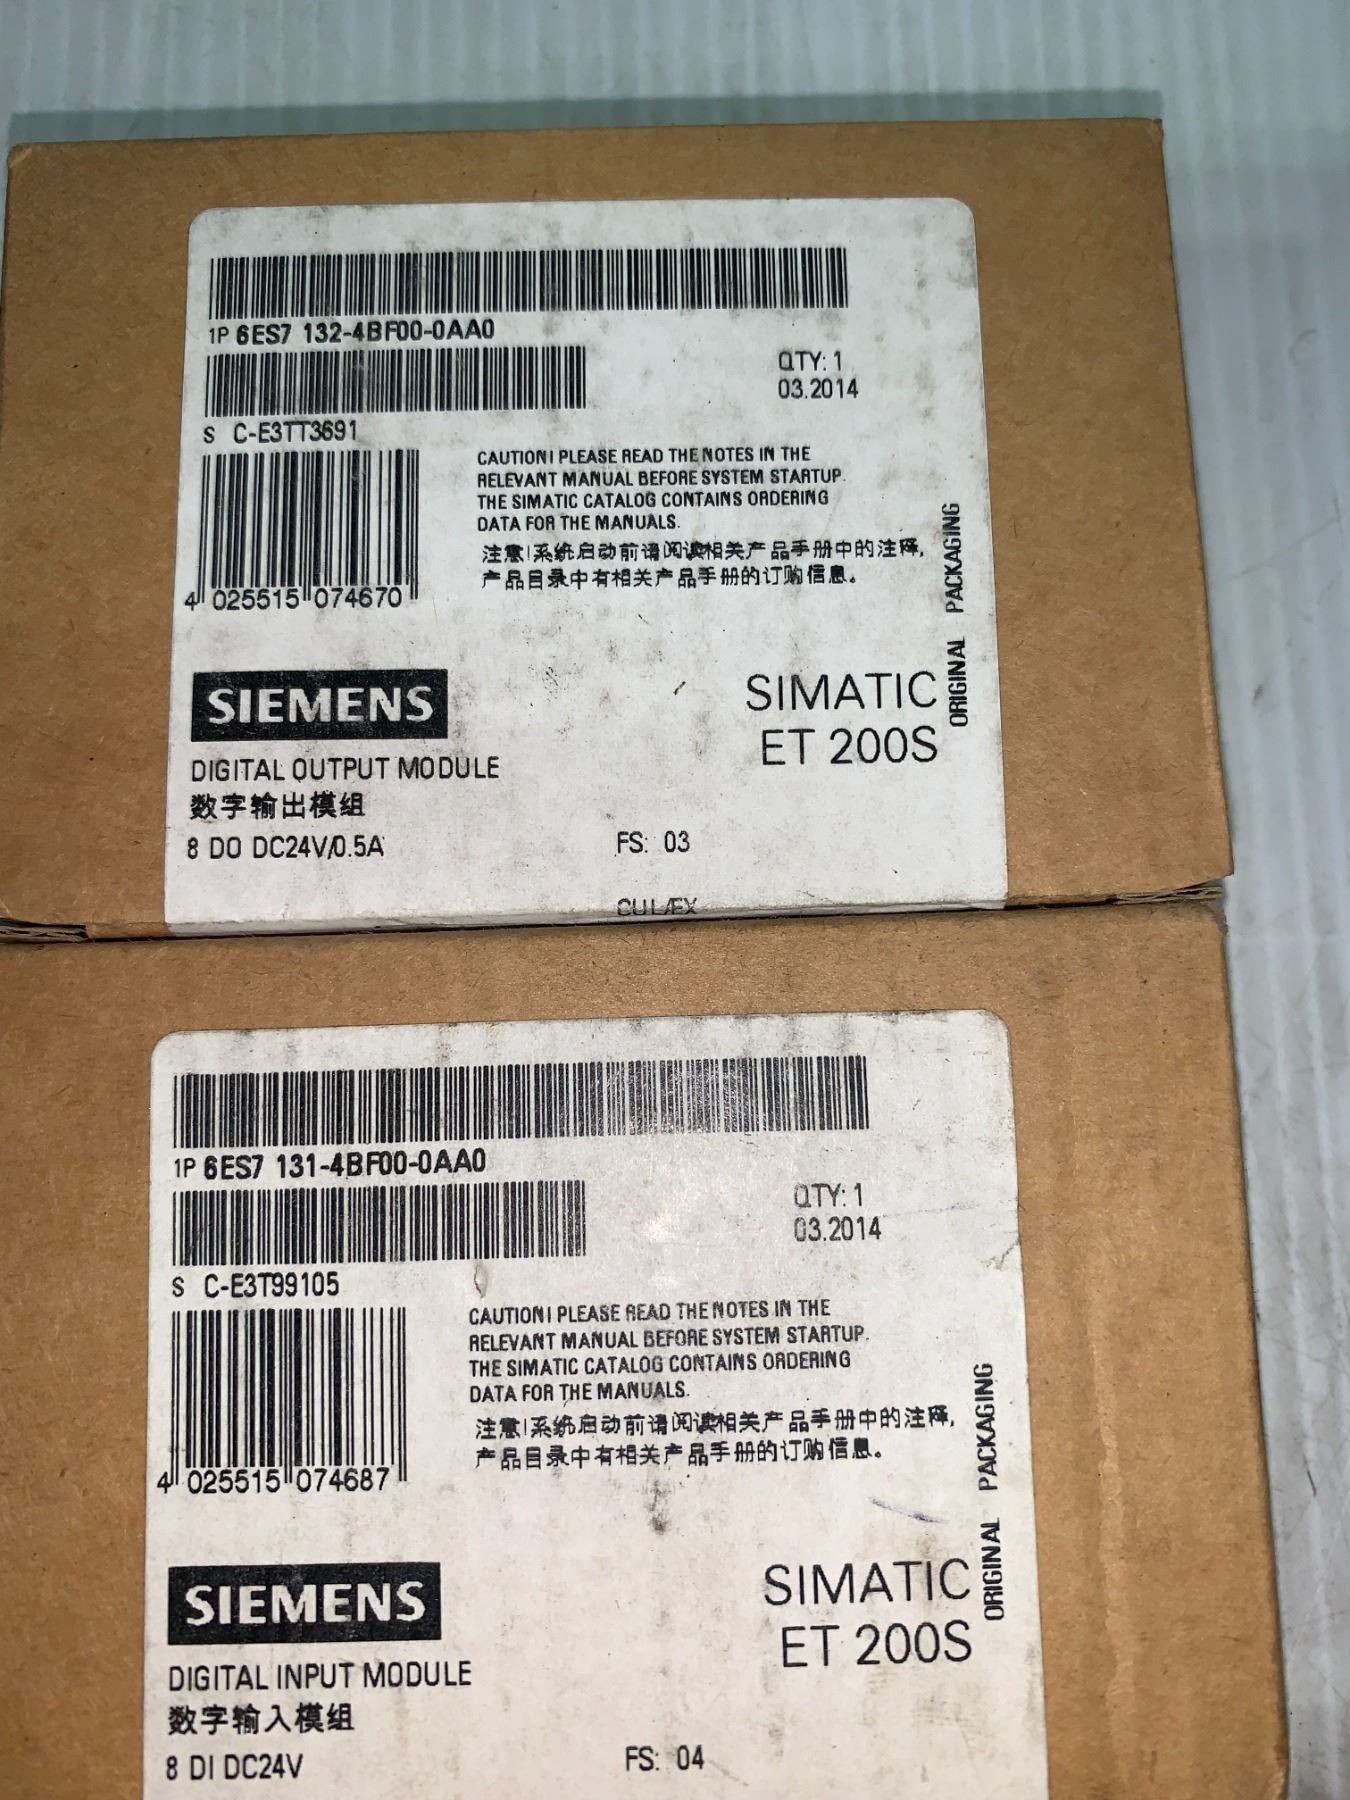 1P 6ES7 132-4BF00-0AA0
QTY: 1
03.2014
S C-E3TT3691
CAUTION! PLEASE READ THE NOTES IN THE
RELEVANT MANUAL BEFORE SYSTEM STARTUP.
THE SIMATIC CATALOG CONTAINS ORDERING
DATA FOR THE MANUALS.
注意!系统启动前请阅读相关产品手册中的注释,
产品目录中有相关产品手册的订购信息。
4 025515 074670
ORIGINAL PACKAGING
SIEMENS
SIMATIC
ET 200S
DIGITAL OUTPUT MODULE
数字输出模组
8 DO DC24V/0.5A
FS: 03
1P 6ES7 131-4BF00-0AA0
QTY: 1
03.2014
S C-E3T99105
CAUTION! PLEASE READ THE NOTES IN THE
RELEVANT MANUAL BEFORE SYSTEM STARTUP.
THE SIMATIC CATALOG CONTAINS ORDERING
DATA FOR THE MANUALS.
注意!系统启动前请阅读相关产品手册中的注释,
产品目录中有相关产品手册的订购信息。
4 025515 074687
ORIGINAL PACKAGING
SIEMENS
SIMATIC
ET 200S
DIGITAL INPUT MODULE
数字输入模组
8 DI DC24V
FS: 04